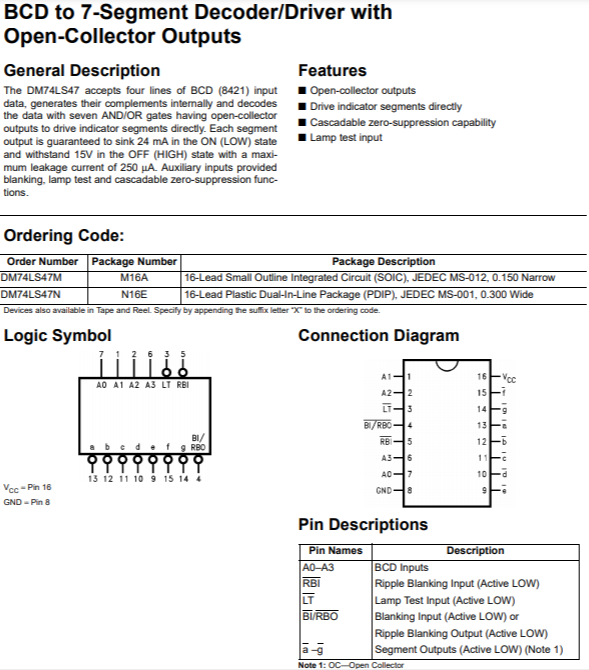 BCD to 7-Segment Decoder/Driver with
Open-Collector Outputs
General Description
The DM74LS47 accepts four lines of BCD (8421) input
data, generates their complements internally and decodes
the data with seven AND/OR gates having open-collector
outputs to drive indicator segments directly. Each segment
output is guaranteed to sink 24 mA in the ON (LOW) state
and withstand 15V in the OFF (HIGH) state with a maxi-
mum leakage current of 250 μA. Auxiliary inputs provided
blanking, lamp test and cascadable zero-suppression func-
tions.
Features
■ Open-collector outputs
■ Drive indicator segments directly
■ Cascadable zero-suppression capability
■ Lamp test input
Ordering Code:
Order Number Package Number Package Description
DM74LS47M M16A 16-Lead Small Outline Integrated Circuit (SOIC), JEDEC MS-012, 0.150 Narrow
DM74LS47N N16E 16-Lead Plastic Dual-In-Line Package (PDIP), JEDEC MS-001, 0.300 Wide
Devices also available in Tape and Reel. Specify by appending the suffix letter "X" to the ordering code.
Logic Symbol
7 1 2 6 3 5
A0 A1 A2 A3 LT RBI
BI/
a b c d e f g RBO
13 12 11 10 9 15 14 4
VCC = Pin 16
GND = Pin 8
Connection Diagram
A1 1 16 VCC
A2 2 15 f̅
L̅T̅ 3 14 g̅
B̅I̅/R̅B̅O̅ 4 13 a̅
R̅B̅I̅ 5 12 b̅
A3 6 11 c̅
A0 7 10 d̅
GND 8 9 e̅
Pin Descriptions
Pin Names Description
A0–A3 BCD Inputs
R̅B̅I̅ Ripple Blanking Input (Active LOW)
L̅T̅ Lamp Test Input (Active LOW)
B̅I̅/R̅B̅O̅ Blanking Input (Active LOW) or
Ripple Blanking Output (Active LOW)
a̅ –g̅ Segment Outputs (Active LOW) (Note 1)
Note 1: OC—Open Collector